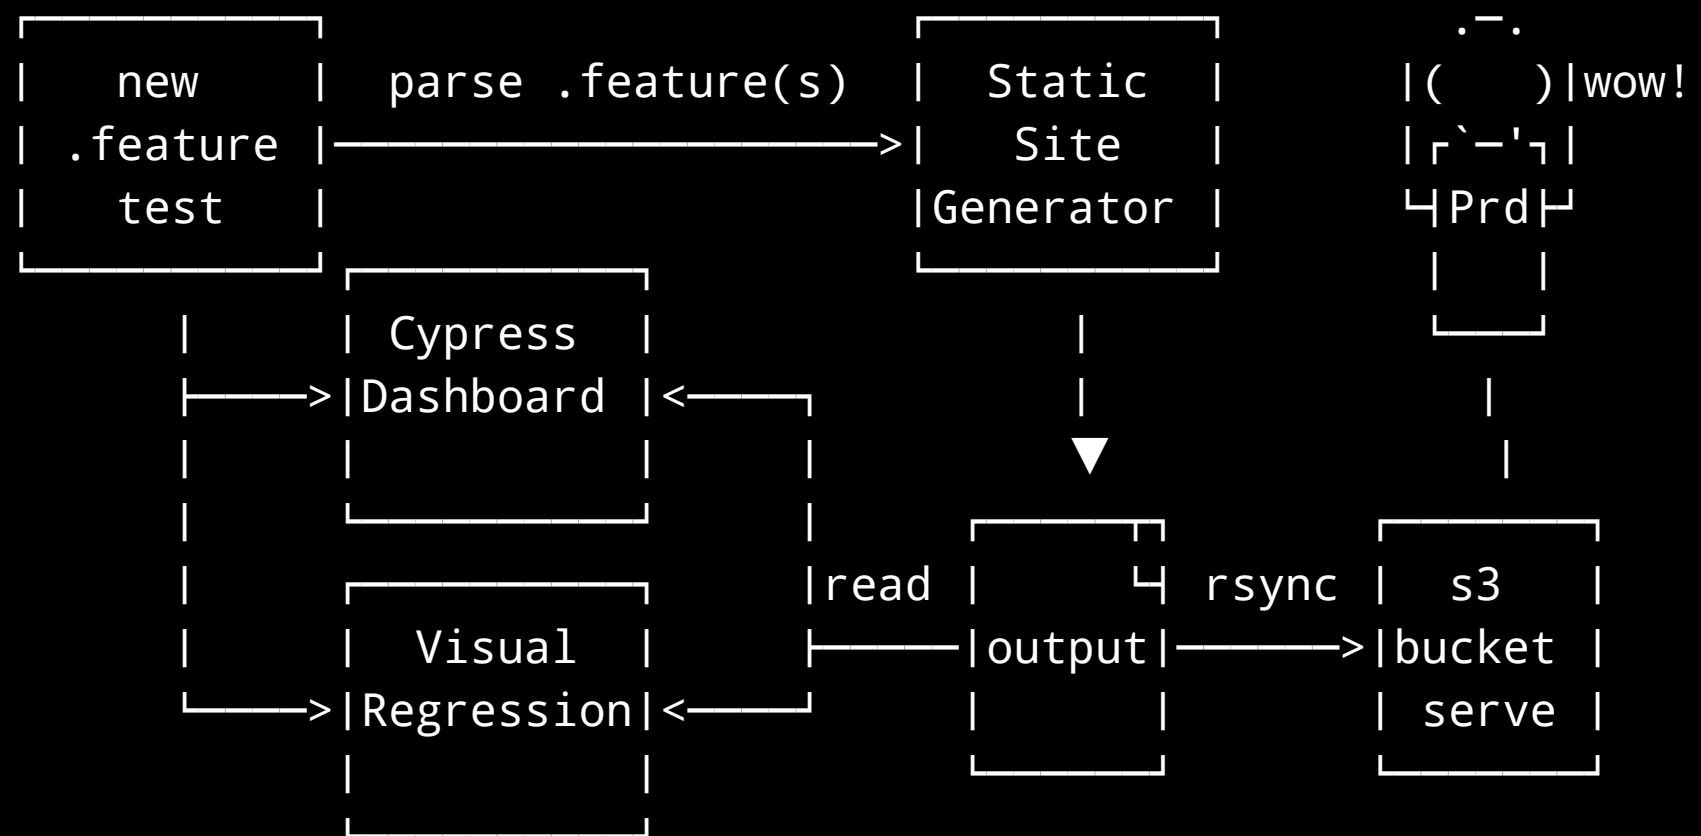 new
.feature
test
parse .feature(s)
Static
Site
Generator
wow!
Prd
Cypress
Dashboard
Visual
Regression
read
output
rsync
s3
bucket
serve